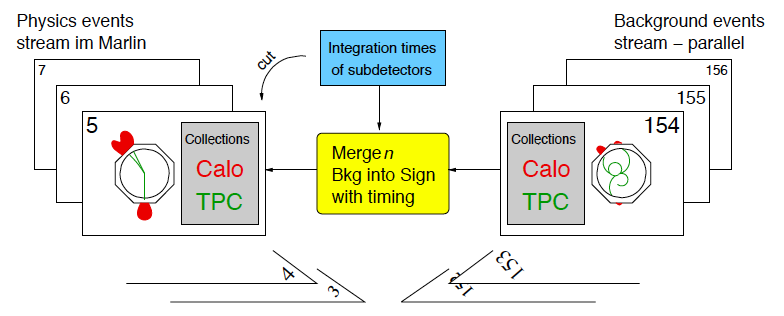 Physics events
stream im Marlin
7
6
5
Collections
Calo
TPC
cut
Integration times
of subdetectors
Merge n
Bkg into Sign
with timing
Background events
stream – parallel
156
155
154
Collections
Calo
TPC
4
3
153